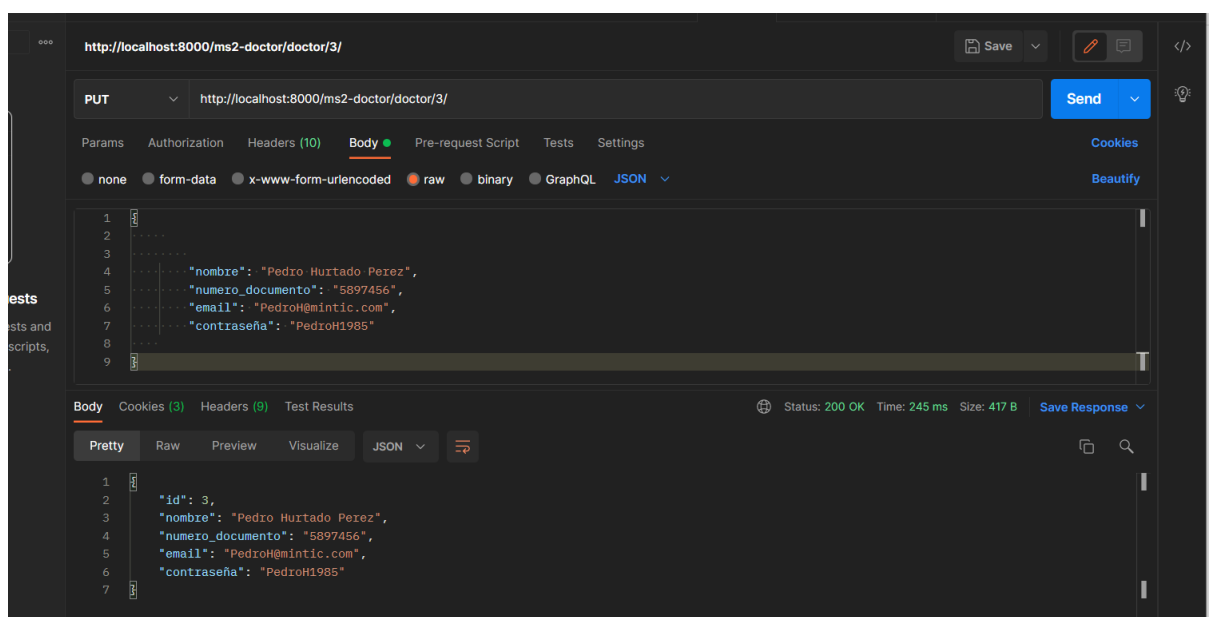 ooo http://localhost:8000/ms2-doctor/doctor/3/ Save </>
PUT http://localhost:8000/ms2-doctor/doctor/3/ Send
Params Authorization Headers (10) Body Pre-request Script Tests Settings Cookies
none form-data x-www-form-urlencoded raw binary GraphQL JSON Beautify
1 {
2
3
4 "nombre": "Pedro Hurtado Perez",
5 "numero_documento": "5897456",
6 "email": "PedroH@mintic.com",
7 "contraseña": "PedroH1985"
8
9 }
ests
sts and
scripts,
.
Body Cookies (3) Headers (9) Test Results Status: 200 OK Time: 245 ms Size: 417 B Save Response
Pretty Raw Preview Visualize JSON
1 {
2 "id": 3,
3 "nombre": "Pedro Hurtado Perez",
4 "numero_documento": "5897456",
5 "email": "PedroH@mintic.com",
6 "contraseña": "PedroH1985"
7 }